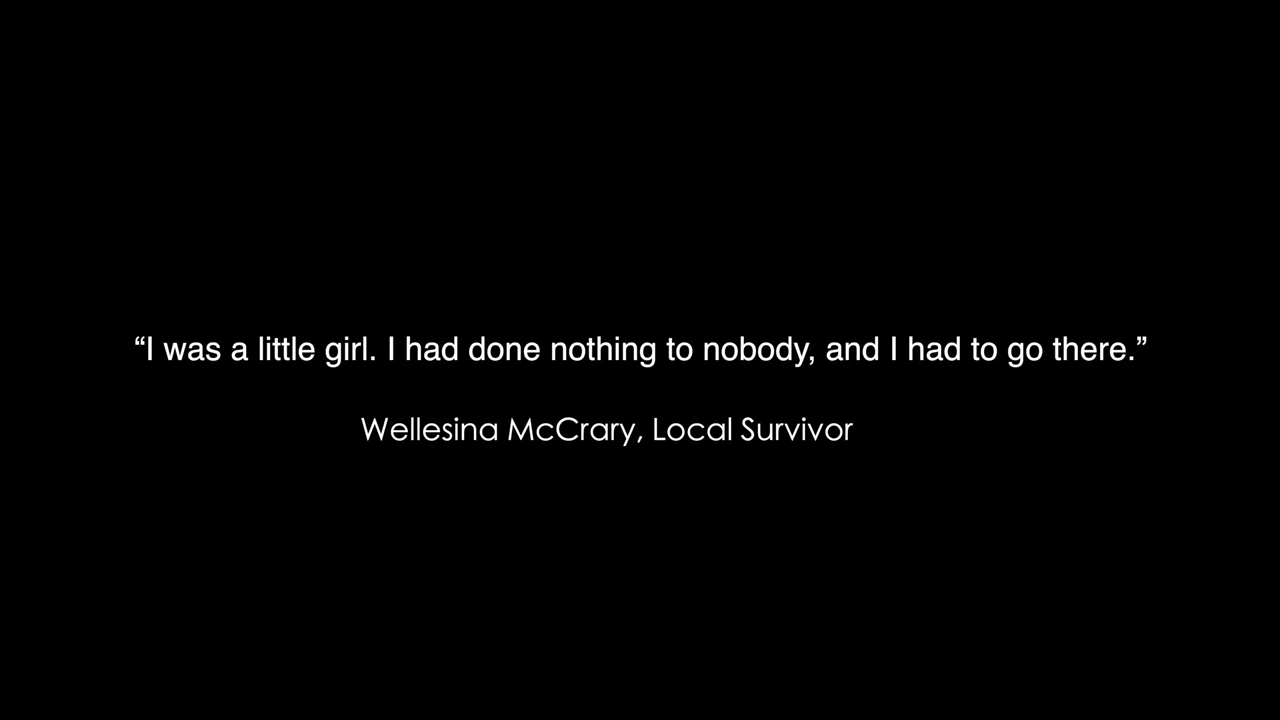 “I was a little girl. I had done nothing to nobody, and I had to go there.”
Wellesina McCrary, Local Survivor